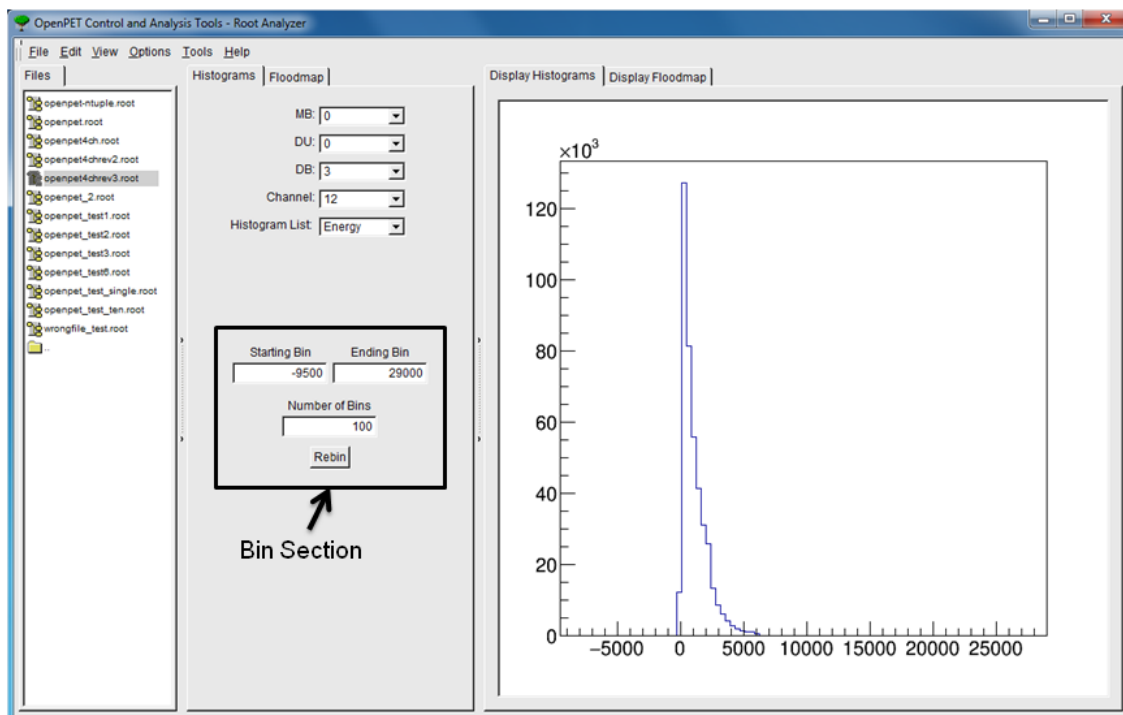 OpenPET Control and Analysis Tools - Root Analyzer
File Edit View Options Tools Help
Files
openpet-ntuple.root
openpet.root
openpet4ch.root
openpet4chrev2.root
openpet4chrev3.root
openpet_2.root
openpet_test1.root
openpet_test2.root
openpet_test3.root
openpet_test6.root
openpet_test_single.root
openpet_test_ten.root
wrongfile_test.root
..
Histograms Floodmap
MB: 0
DU: 0
DB: 3
Channel: 12
Histogram List: Energy
Starting Bin Ending Bin
-9500 29000
Number of Bins
100
Rebin
Bin Section
Display Histograms Display Floodmap
×10³
120
100
80
60
40
20
0
−5000 0 5000 10000 15000 20000 25000